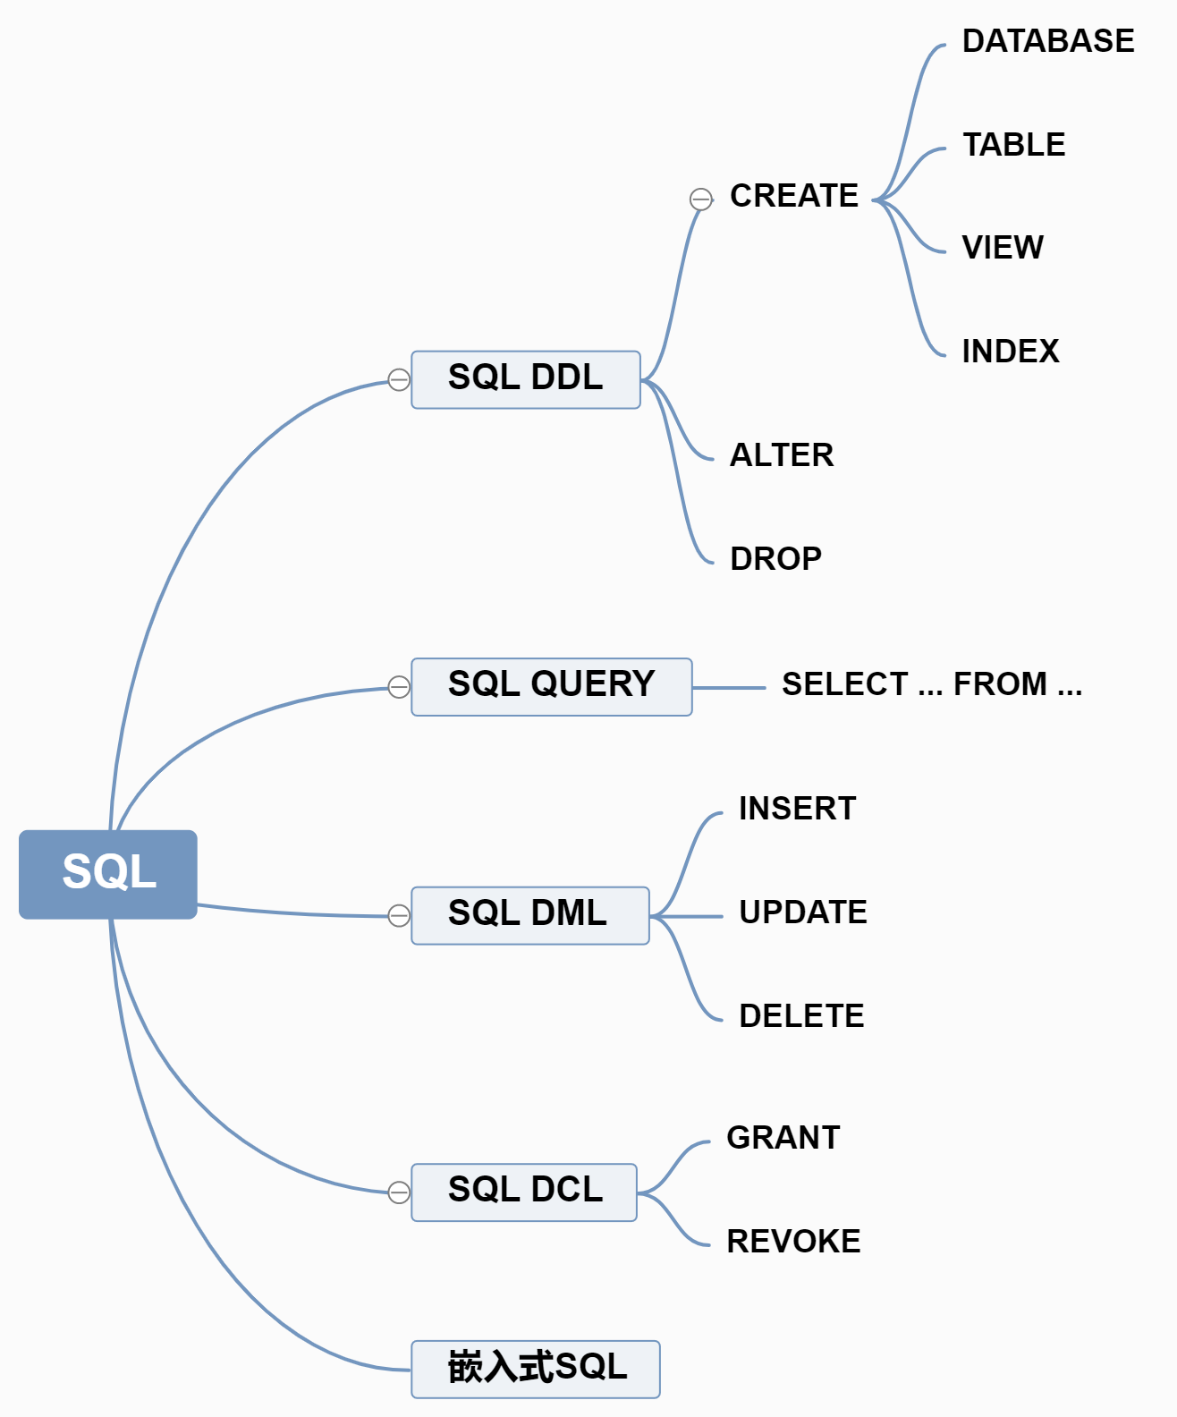 SQL
SQL DDL
CREATE
DATABASE
TABLE
VIEW
INDEX
ALTER
DROP
SQL QUERY
SELECT ... FROM ...
SQL DML
INSERT
UPDATE
DELETE
SQL DCL
GRANT
REVOKE
嵌入式SQL